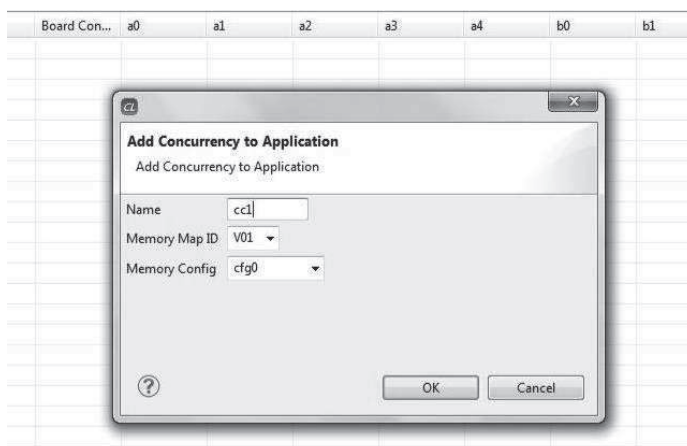 Board Con... a0 a1 a2 a3 a4 b0 b1
CL
Add Concurrency to Application
Add Concurrency to Application
Name cc1
Memory Map ID V01
Memory Config cfg0
?
OK Cancel